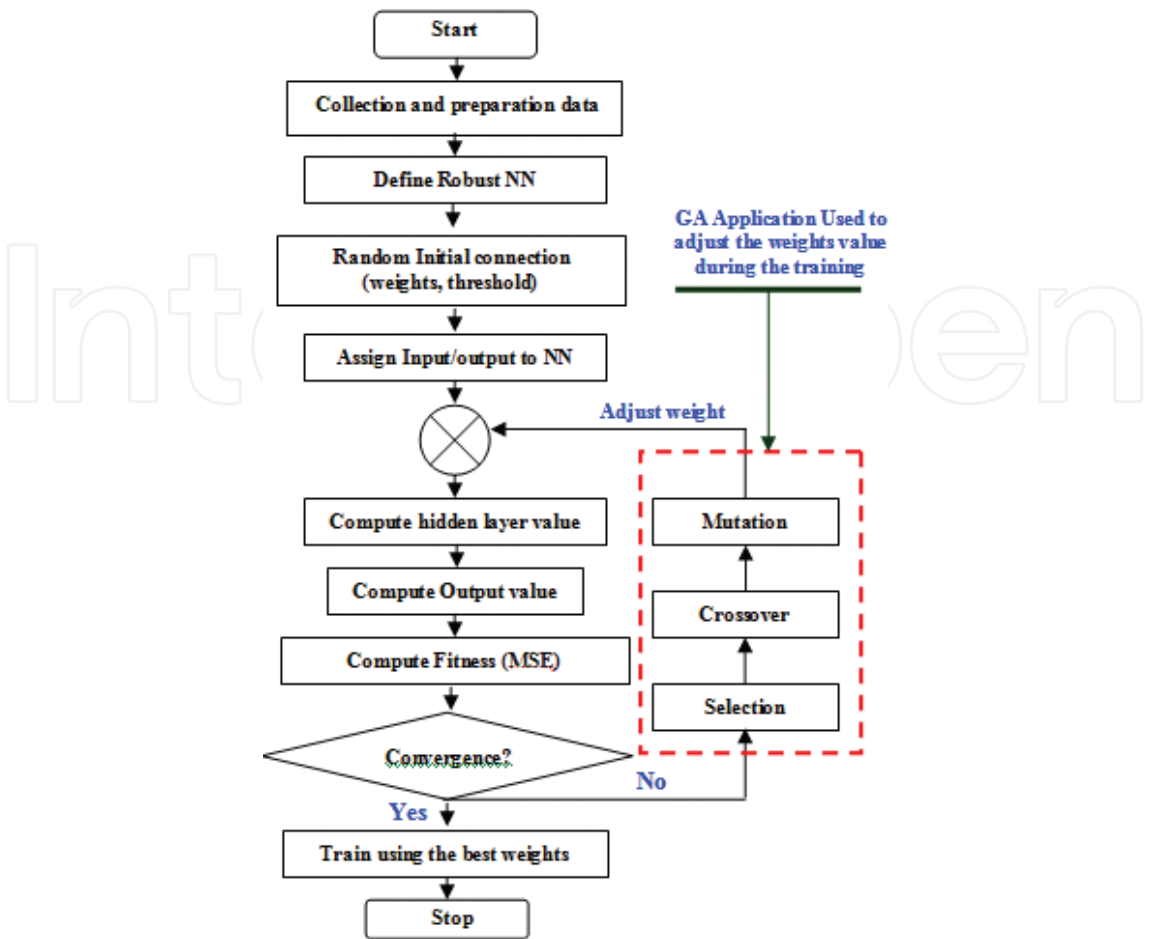 Start
Collection and preparation data
Define Robust NN
Random Initial connection
(weights, threshold)
Assign Input/output to NN
GA Application Used to
adjust the weights value
during the training
Adjust weight
Compute hidden layer value
Compute Output value
Compute Fitness (MSE)
Convergence?
Mutation
Crossover
Selection
No
Yes
Train using the best weights
Stop